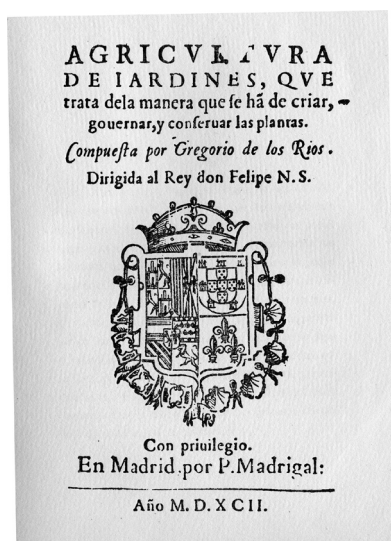 AGRICVLTVRA
DE IARDINES, QVE
trata dela manera que ſe hã de criar,
gouernar, y conſeruar las plantas.
Compueſta por Gregorio de los Rios.
Dirigida al Rey don Felipe N. S.
Con priuilegio.
En Madrid.por P.Madrigal:
Año M. D. XCII.